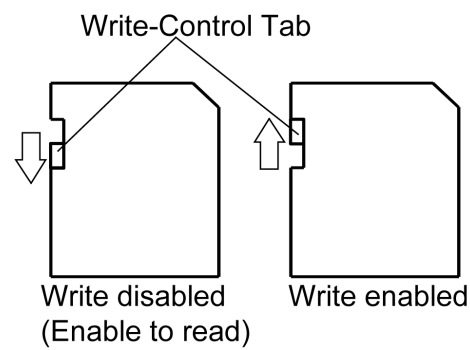 Write-Control Tab
Write disabled
(Enable to read)
Write enabled